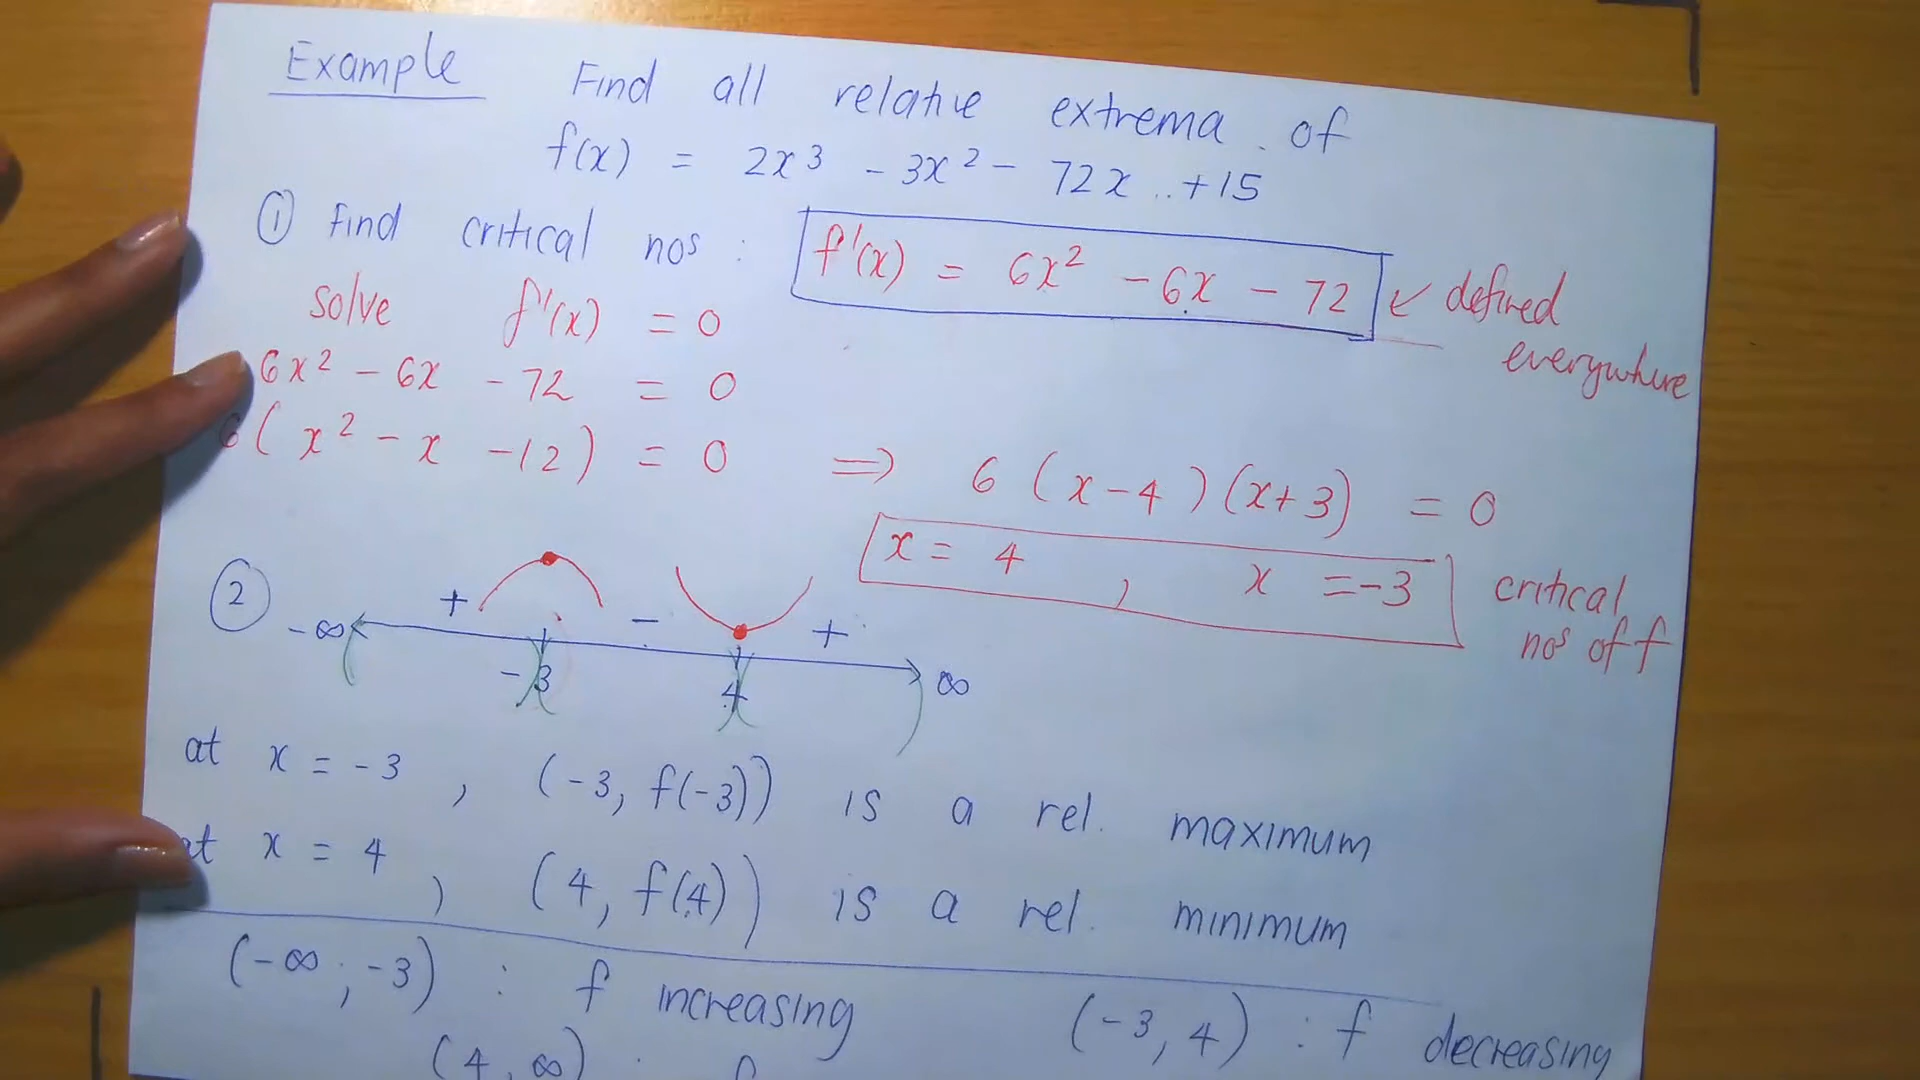 Example Find all relative extrema of
f(x) = 2x³ - 3x² - 72x + 15
① Find critical nos : f'(x) = 6x² - 6x - 72 ↙ defined everywhere
solve f'(x) = 0
6x² - 6x - 72 = 0
6(x² - x - 12) = 0 ⇒ 6(x-4)(x+3) = 0
x = 4 , x = -3 critical nos of f
② -∞ + -3 - 4 + ∞
at x = -3 , (-3, f(-3)) is a rel. maximum
at x = 4 , (4, f(4)) is a rel. minimum
(-∞ ; -3) : f increasing (-3, 4) : f decreasing
(4, ∞) : f